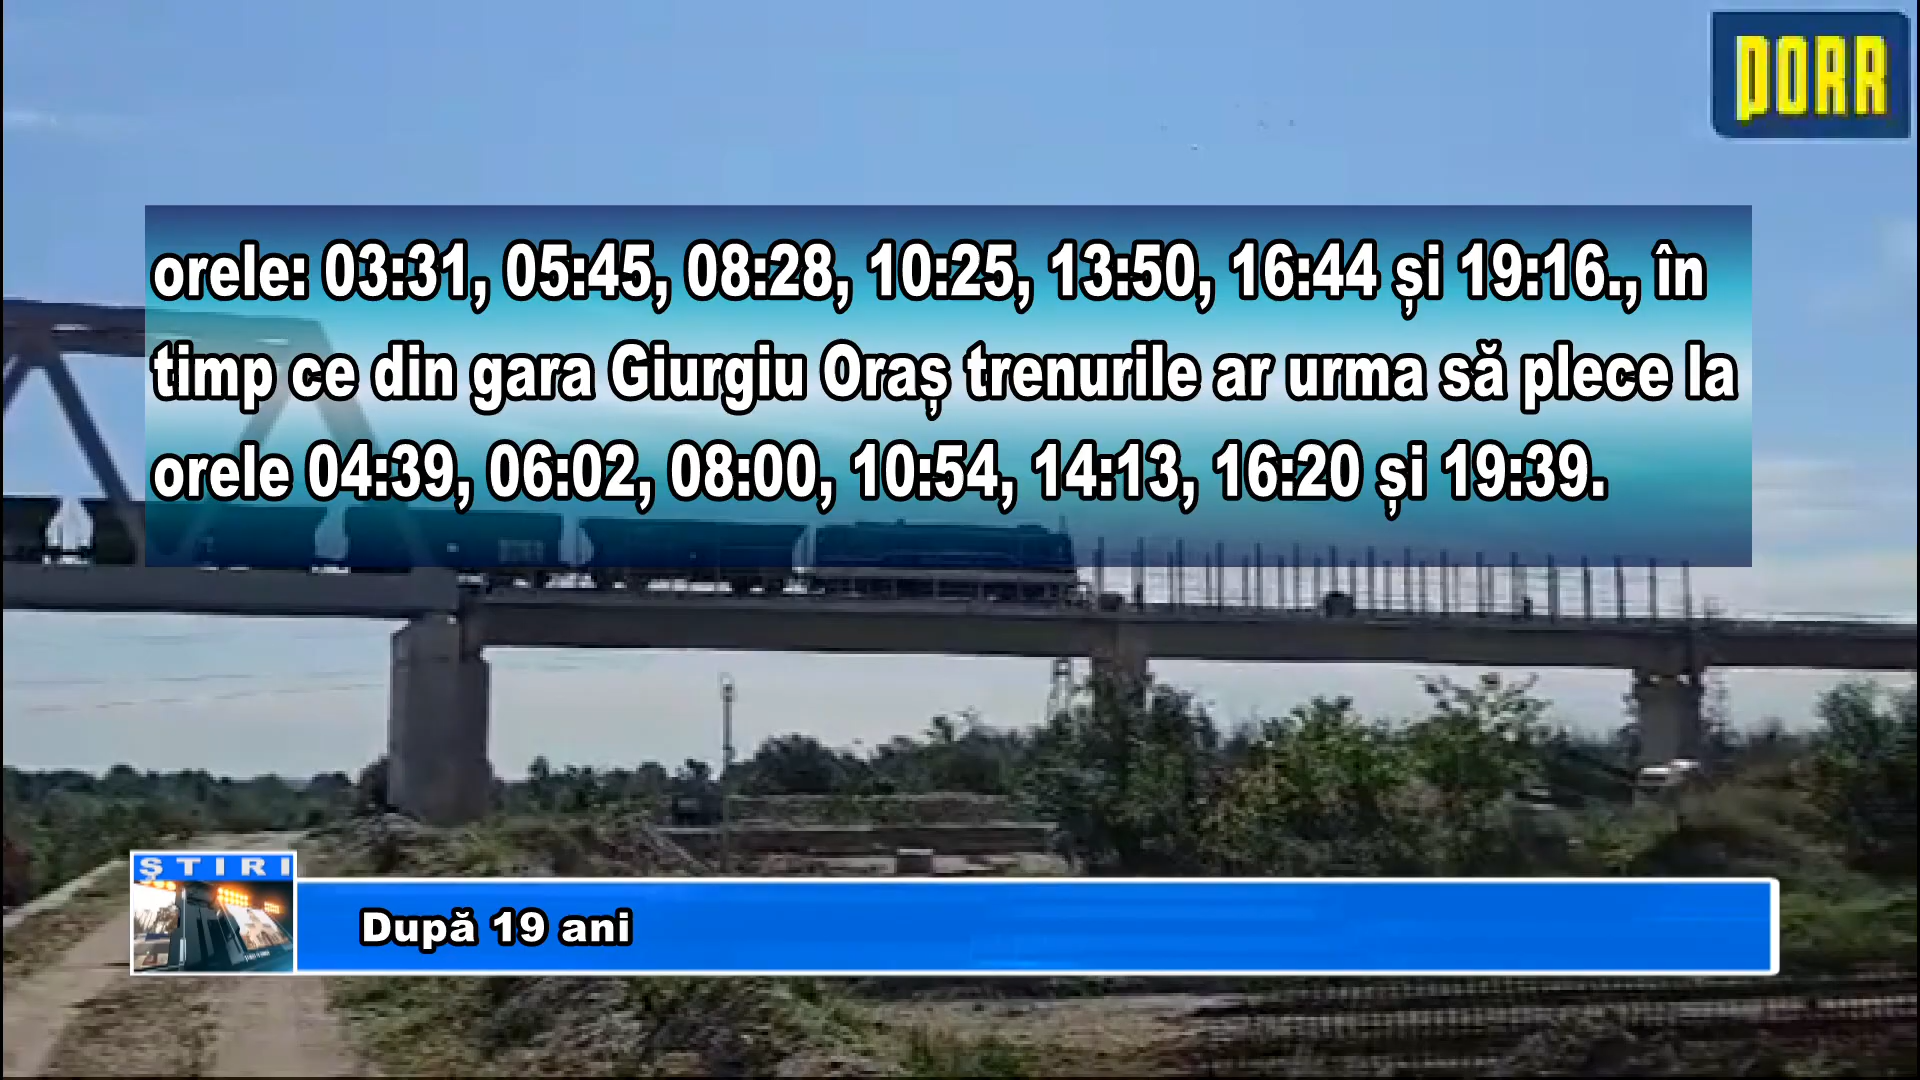 PORR
orele: 03:31, 05:45, 08:28, 10:25, 13:50, 16:44 și 19:16., în
timp ce din gara Giurgiu Oraș trenurile ar urma să plece la
orele 04:39, 06:02, 08:00, 10:54, 14:13, 16:20 și 19:39.
ȘTIRI
După 19 ani